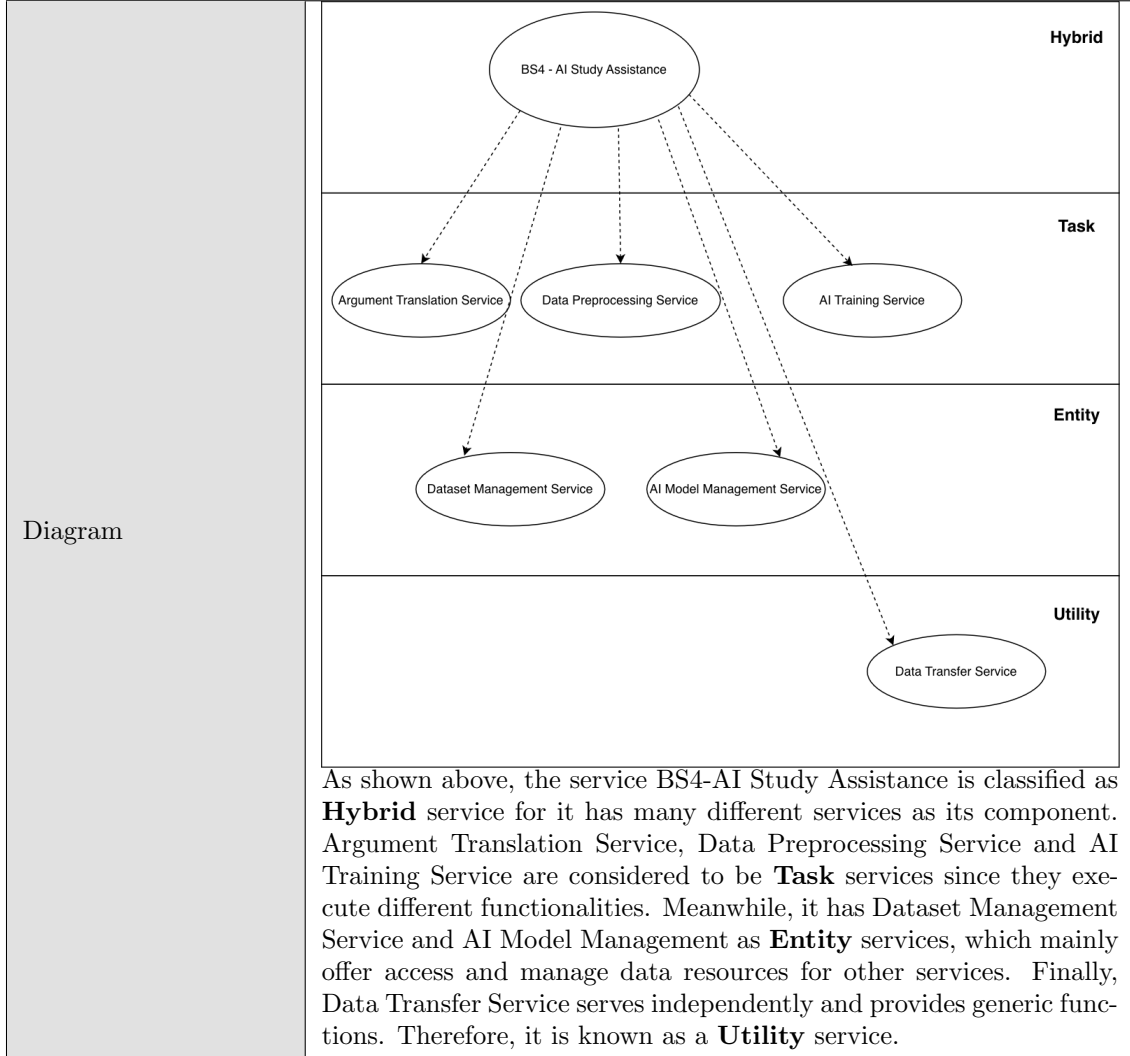 Diagram
Hybrid
BS4 - AI Study Assistance
Task
Argument Translation Service
Data Preprocessing Service
AI Training Service
Entity
Dataset Management Service
AI Model Management Service
Utility
Data Transfer Service
As shown above, the service BS4-AI Study Assistance is classified as
Hybrid service for it has many different services as its component.
Argument Translation Service, Data Preprocessing Service and AI
Training Service are considered to be Task services since they exe-
cute different functionalities. Meanwhile, it has Dataset Management
Service and AI Model Management as Entity services, which mainly
offer access and manage data resources for other services. Finally,
Data Transfer Service serves independently and provides generic func-
tions. Therefore, it is known as a Utility service.